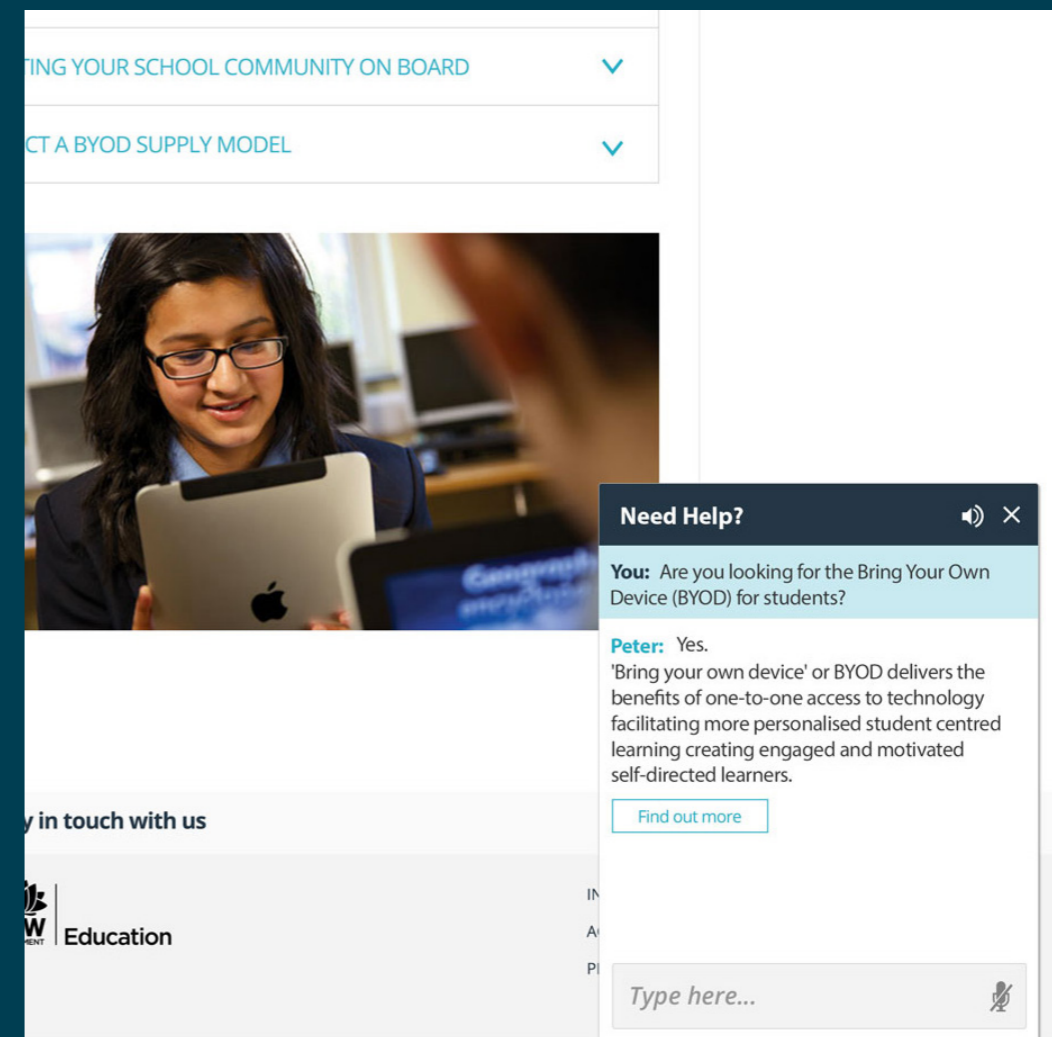 TING YOUR SCHOOL COMMUNITY ON BOARD
CT A BYOD SUPPLY MODEL
Need Help?
You: Are you looking for the Bring Your Own
Device (BYOD) for students?
Peter: Yes.
'Bring your own device' or BYOD delivers the
benefits of one-to-one access to technology
facilitating more personalised student centred
learning creating engaged and motivated
self-directed learners.
Find out more
y in touch with us
W
MENT
Education
IN
A
Type here...